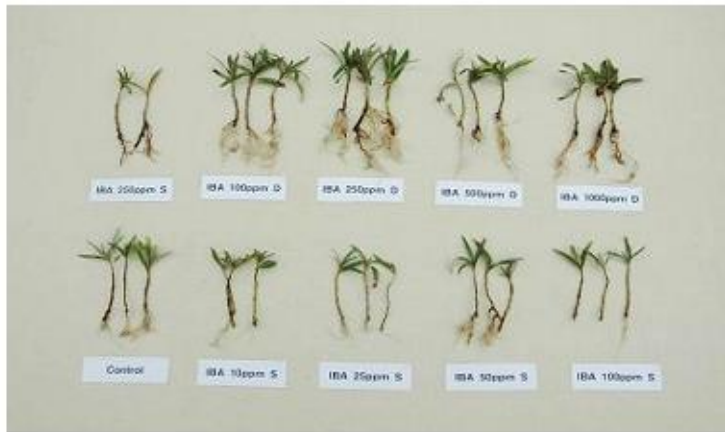 IBA 250ppm S
IBA 100ppm D
IBA 250ppm D
IBA 500ppm D
IBA 1000ppm D
Control
IBA 10ppm S
IBA 25ppm S
IBA 50ppm S
IBA 100ppm S